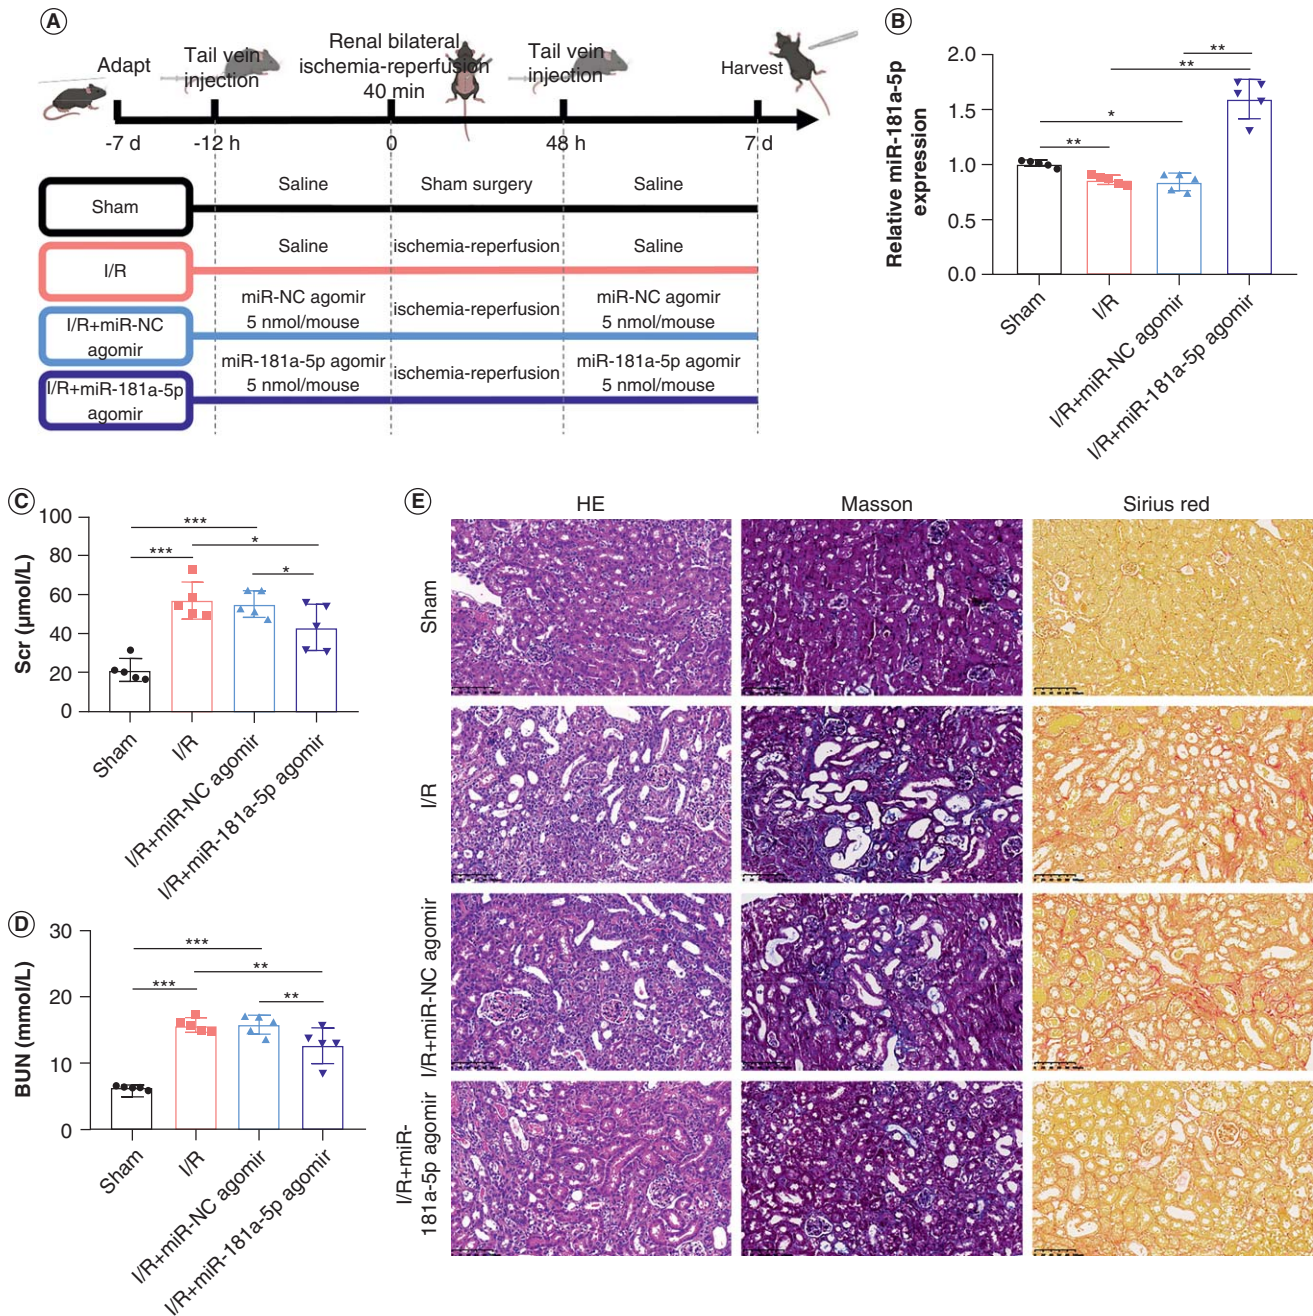 A
Adapt
Tail vein
injection
Renal bilateral
ischemia-reperfusion
40 min
Tail vein
injection
Harvest
-7 d
-12 h
0
48 h
7 d
Sham
Saline
Sham surgery
Saline
I/R
Saline
ischemia-reperfusion
Saline
I/R+miR-NC
agomir
miR-NC agomir
5 nmol/mouse
ischemia-reperfusion
miR-NC agomir
5 nmol/mouse
I/R+miR-181a-5p
agomir
miR-181a-5p agomir
5 nmol/mouse
ischemia-reperfusion
miR-181a-5p agomir
5 nmol/mouse
B
Relative miR-181a-5p
expression
2.0
1.5
1.0
0.5
0.0
**
**
*
**
Sham
I/R
I/R+miR-NC agomir
I/R+miR-181a-5p agomir
C
Scr (µmol/L)
100
80
60
40
20
0
***
*
***
*
Sham
I/R
I/R+miR-NC agomir
I/R+miR-181a-5p agomir
D
BUN (mmol/L)
30
20
10
0
***
**
***
**
Sham
I/R
I/R+miR-NC agomir
I/R+miR-181a-5p agomir
E
HE
Masson
Sirius red
Sham
I/R
I/R+miR-NC agomir
I/R+miR-
181a-5p agomir